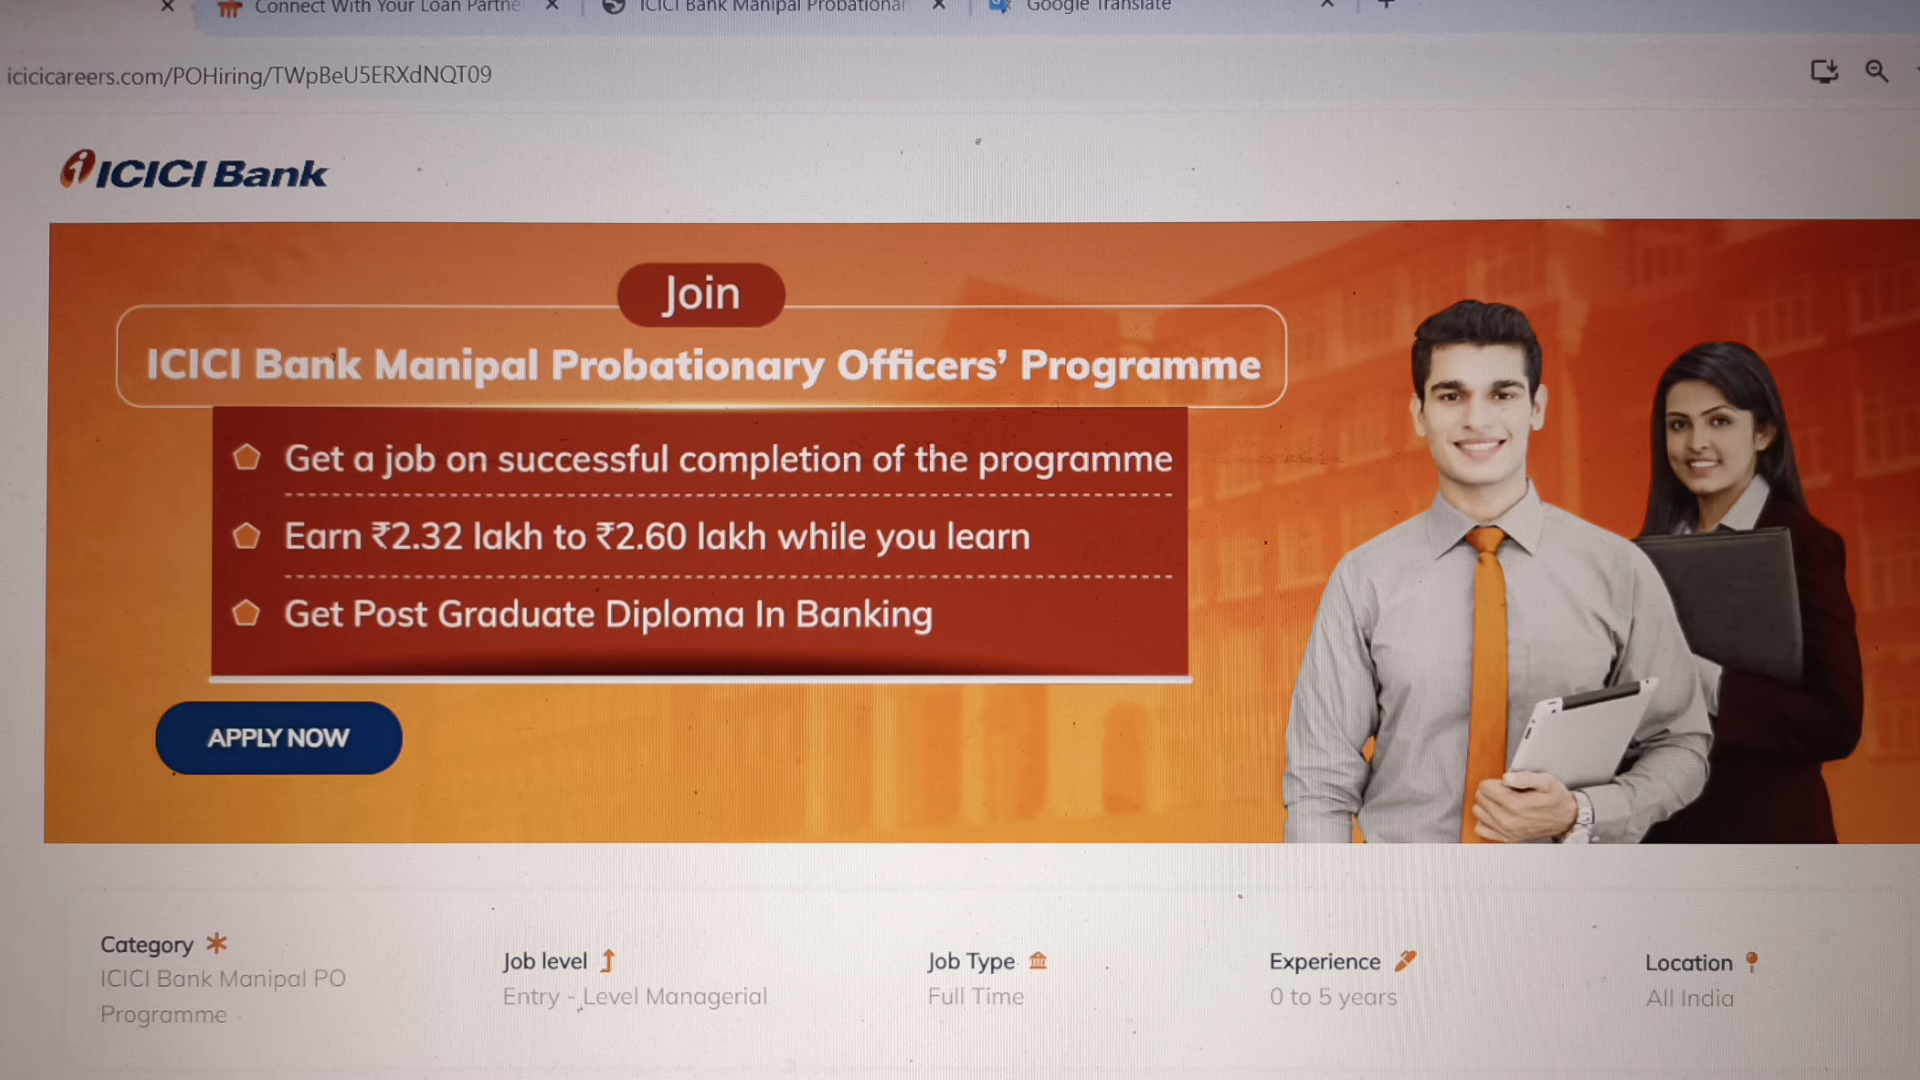 Connect With Your Loan Partne
ICICI Bank Manipal Probationar
Google Translate
icicicareers.com/POHiring/TWpBeU5ERXdNQT09
ICICI Bank
Join
ICICI Bank Manipal Probationary Officers’ Programme
Get a job on successful completion of the programme
Earn ₹2.32 lakh to ₹2.60 lakh while you learn
Get Post Graduate Diploma In Banking
APPLY NOW
Category
ICICI Bank Manipal PO
Programme
Job level
Entry - Level Managerial
Job Type
Full Time
Experience
0 to 5 years
Location
All India